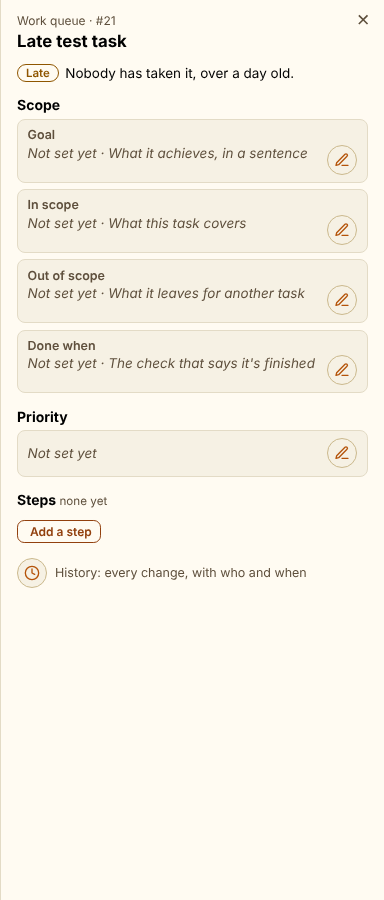 Work queue · #21
Late test task
Late Nobody has taken it, over a day old.
Scope
Goal
Not set yet · What it achieves, in a sentence
In scope
Not set yet · What this task covers
Out of scope
Not set yet · What it leaves for another task
Done when
Not set yet · The check that says it's finished
Priority
Not set yet
Steps none yet
Add a step
History: every change, with who and when